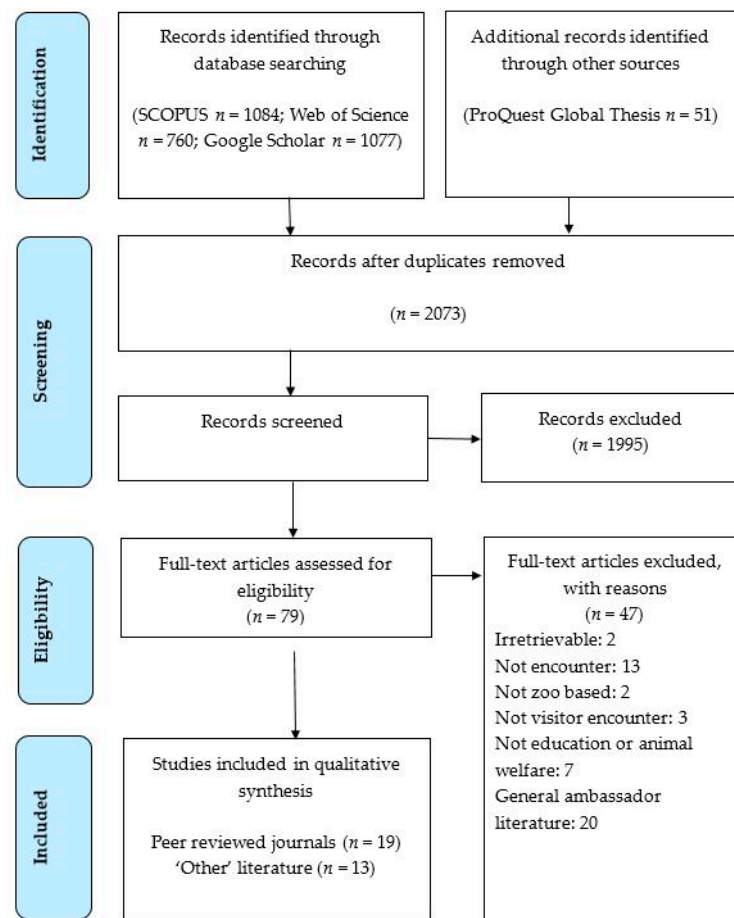 Identification
Records identified through
database searching
(SCOPUS n = 1084; Web of Science
n = 760; Google Scholar n = 1077)
Additional records identified
through other sources
(ProQuest Global Thesis n = 51)
Screening
Records after duplicates removed
(n = 2073)
Records screened
Records excluded
(n = 1995)
Eligibility
Full-text articles assessed for
eligibility
(n = 79)
Full-text articles excluded,
with reasons
(n = 47)
Irretrievable: 2
Not encounter: 13
Not zoo based: 2
Not visitor encounter: 3
Not education or animal
welfare: 7
General ambassador
literature: 20
Included
Studies included in qualitative
synthesis
Peer reviewed journals (n = 19)
‘Other’ literature (n = 13)